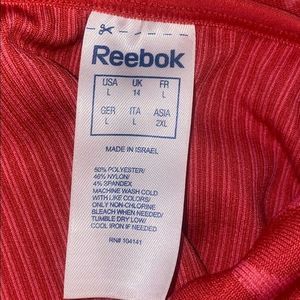 Reebok
USA UK FR
L 14 L
GER ITA ASIA
L L 2XL
MADE IN ISRAEL
50% POLYESTER/
46% NYLON/
4% SPANDEX
MACHINE WASH COLD
WITH LIKE COLORS/
ONLY NON-CHLORINE
BLEACH WHEN NEEDED/
TUMBLE DRY LOW/
COOL IRON IF NEEDED.
RN# 104141